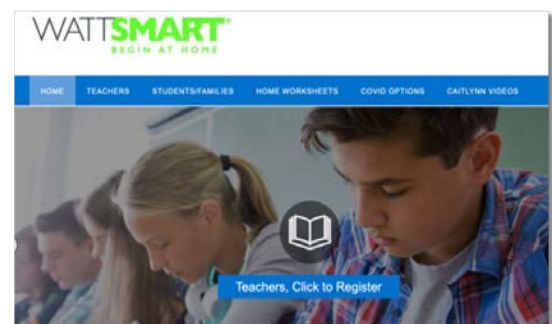 WATTSMART®
BEGIN AT HOME
HOME TEACHERS STUDENTS/FAMILIES HOME WORKSHEETS COVID OPTIONS CAITLYNN VIDEOS
Teachers, Click to Register